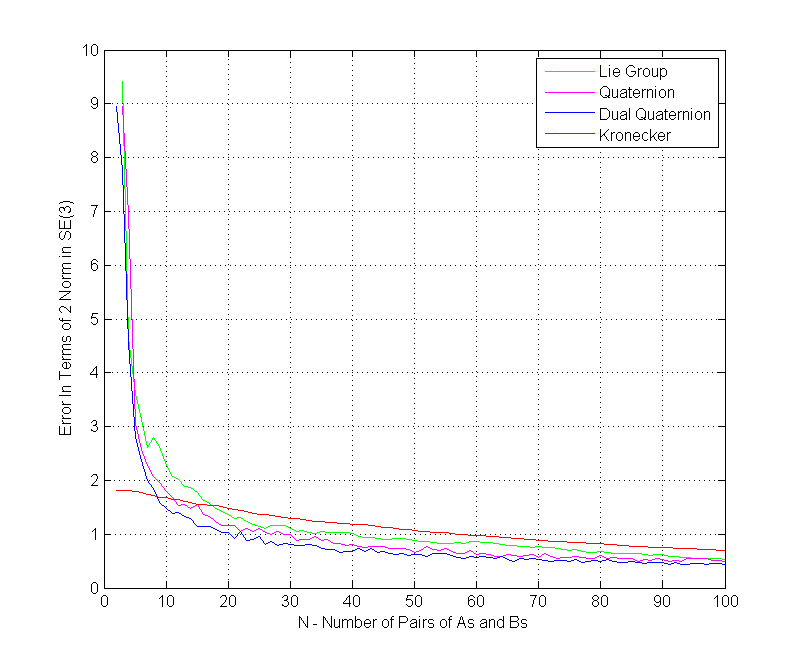 10
9
8
7
6
5
4
3
2
1
0
Error In Terms of 2 Norm in SE(3)
Lie Group
Quaternion
Dual Quaternion
Kronecker
0 10 20 30 40 50 60 70 80 90 100
N - Number of Pairs of As and Bs